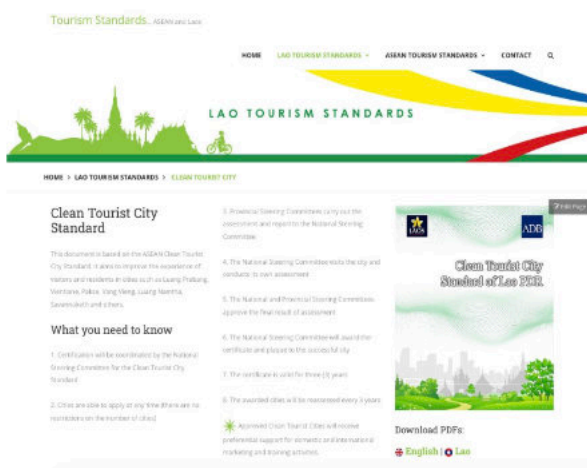 Tourism Standards. ASEAN and Laos
HOME LAO TOURISM STANDARDS ASEAN TOURISM STANDARDS CONTACT
LAO TOURISM STANDARDS
HOME > LAO TOURISM STANDARDS > CLEAN TOURIST CITY
Clean Tourist City
Standard
This document is based on the ASEAN Clean Tourist
City Standard. It aims to improve the experience of
visitors and residents in cities such as Luang Prabang,
Vientiane, Pakse, Vang Vieng, Luang Namtha,
Savannakhet and others.
What you need to know
1. Certification will be coordinated by the National
Steering Committee for the Clean Tourist City
Standard
2. Cities are able to apply at any time (there are no
restrictions on the number of cities)
3. Provincial Steering Committees carry out the
assessment and report to the National Steering
Committee
4. The National Steering Committee visits the city and
conducts its own assessment
5. The National and Provincial Steering Committees
approve the final result of assessment
6. The National Steering Committee will award the
certificate and plaque to the successful city
7. The certificate is valid for three (3) years
8. The awarded cities will be reassessed every 3 years
Approved Clean Tourist Cities will receive
preferential support for domestic and international
marketing and training activities.
Edit Page
LAOS
ADB
Clean Tourist City
Standard of Lao PDR
Download PDFs:
English | Lao